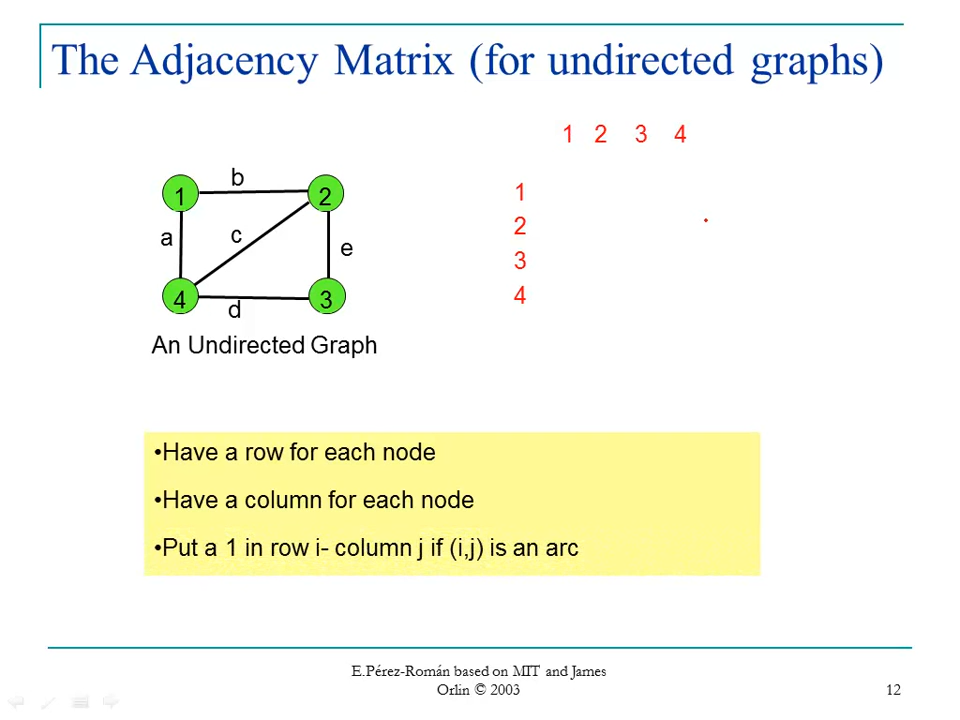 The Adjacency Matrix (for undirected graphs)
1 2 3 4
b
1 2
1
2
a c e
3
4
4 3
d
An Undirected Graph
•Have a row for each node
•Have a column for each node
•Put a 1 in row i- column j if (i,j) is an arc
E.Pérez-Román based on MIT and James
Orlin © 2003
12